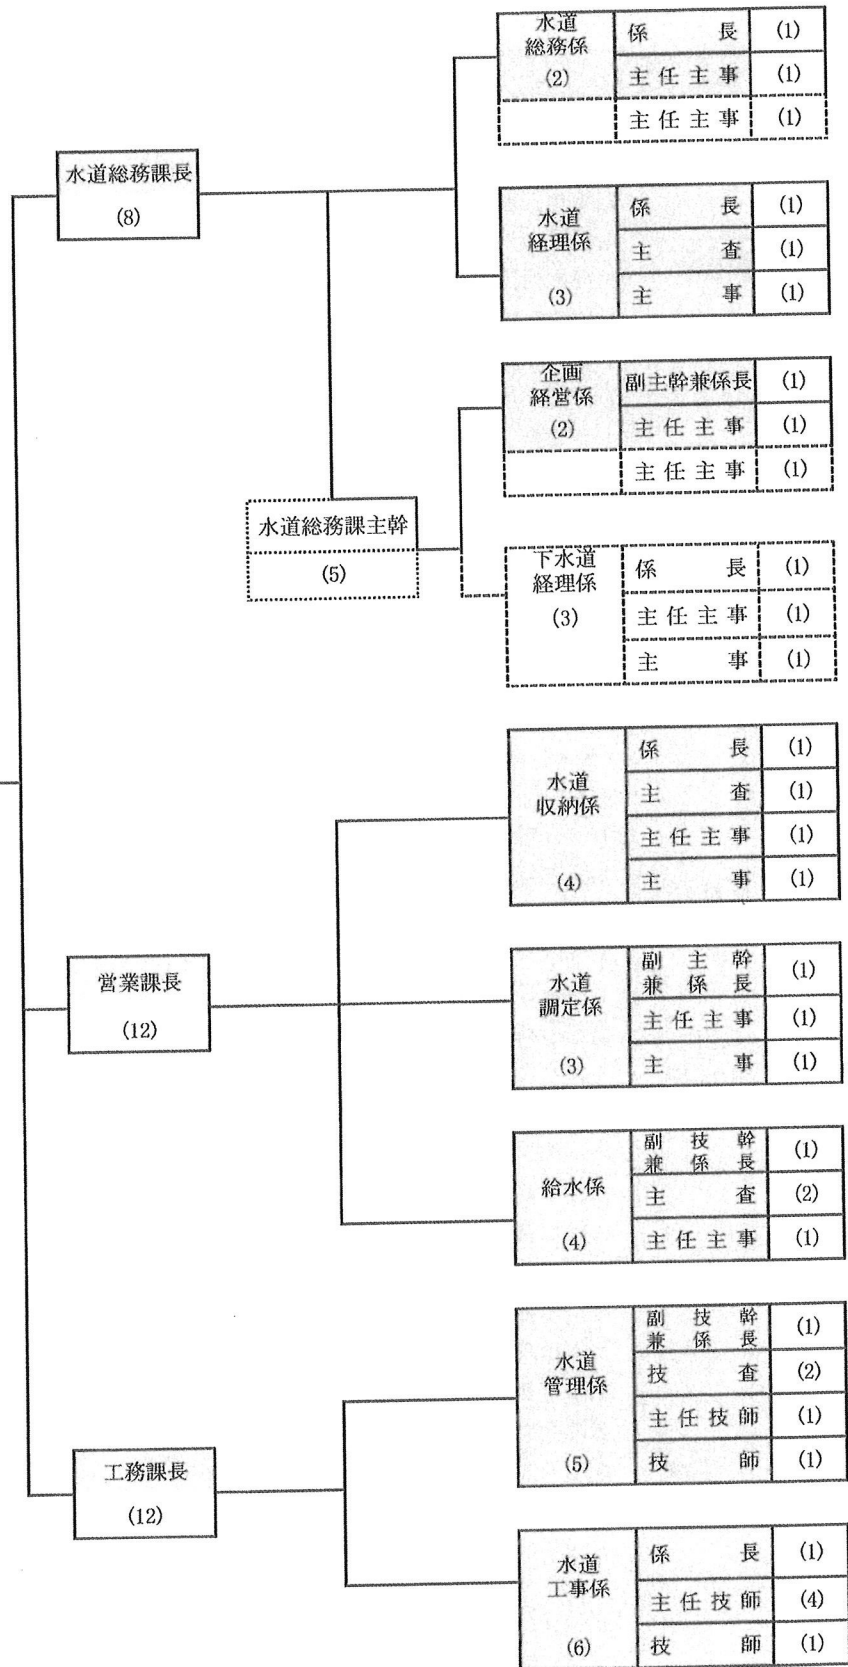 水道総務課長
(8)
水道
総務係
(2)
係長 (1)
主任主事 (1)
主任主事 (1)
水道
経理係
(3)
係長 (1)
主査 (1)
主事 (1)
水道総務課主幹
(5)
企画
経営係
(2)
副主幹兼係長 (1)
主任主事 (1)
主任主事 (1)
下水道
経理係
(3)
係長 (1)
主任主事 (1)
主事 (1)
営業課長
(12)
水道
収納係
(4)
係長 (1)
主査 (1)
主任主事 (1)
主事 (1)
水道
調定係
(3)
副主幹
兼係長 (1)
主任主事 (1)
主事 (1)
給水係
(4)
副技幹
兼係長 (1)
主査 (2)
主任主事 (1)
工務課長
(12)
水道
管理係
(5)
副技幹
兼係長 (1)
技査 (2)
主任技師 (1)
技師 (1)
水道
工事係
(6)
係長 (1)
主任技師 (4)
技師 (1)